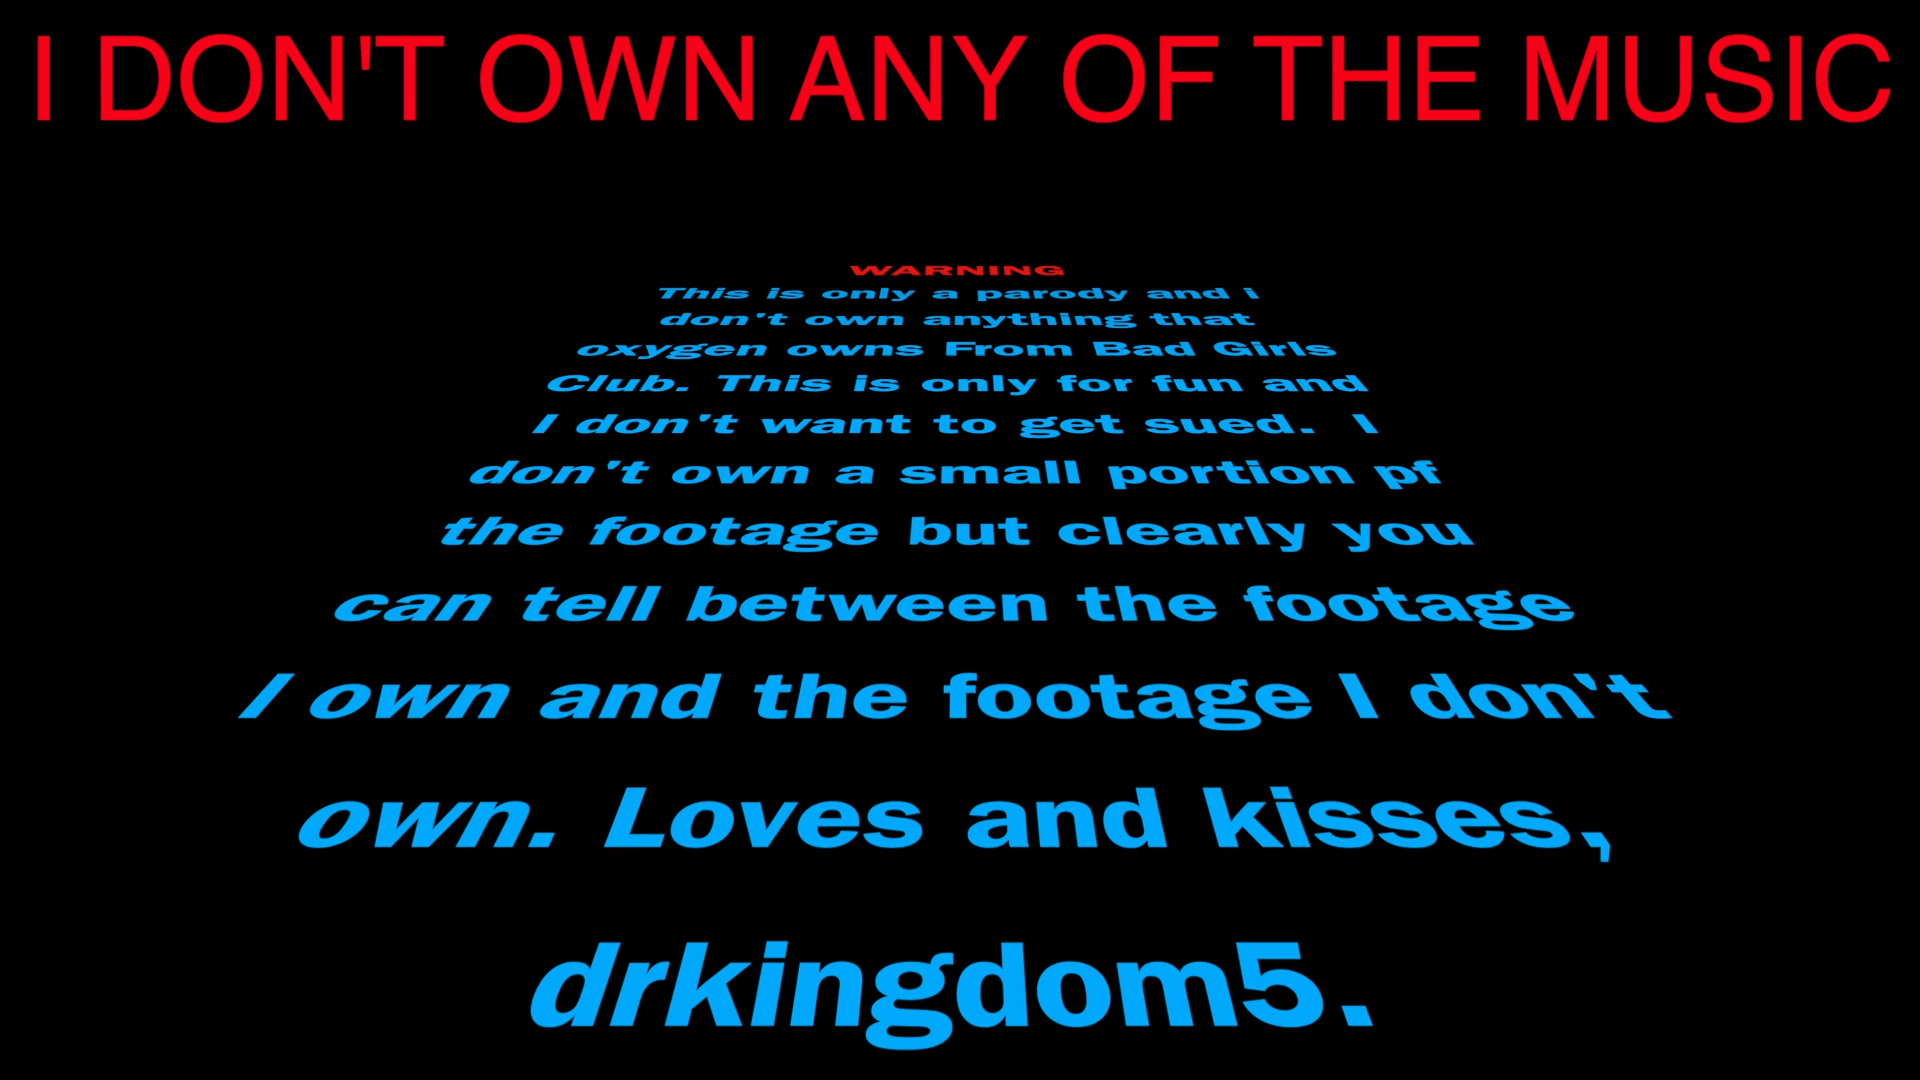 I DON'T OWN ANY OF THE MUSIC
WARNING
This is only a parody and i
don't own anything that
oxygen owns From Bad Girls
Club. This is only for fun and
I don't want to get sued.  I
don't own a small portion pf
the footage but clearly you
can tell between the footage
I own and the footage I don't
own. Loves and kisses,
drkingdom5.